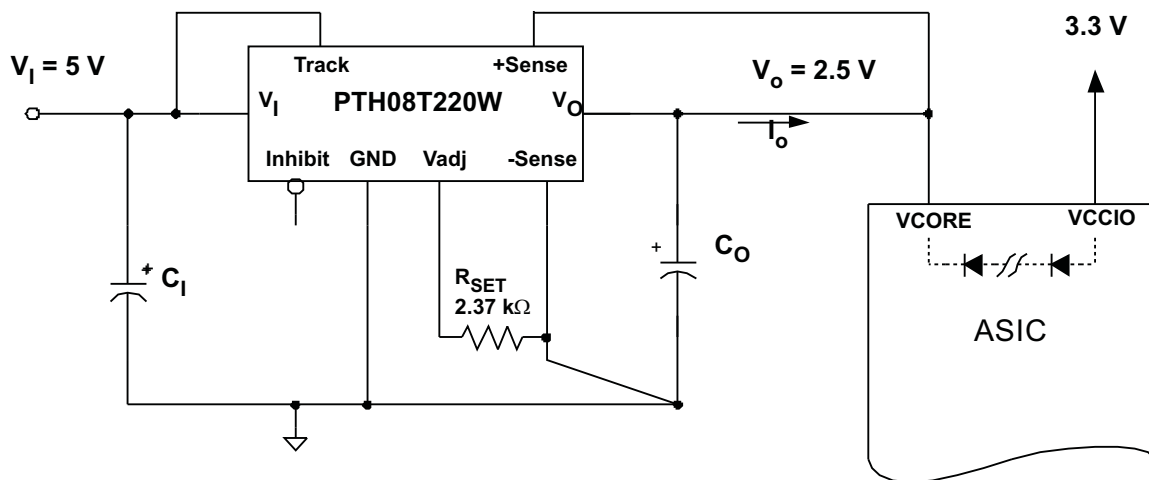 3.3 V
V_I = 5 V
Track
+Sense
V_o = 2.5 V
V_I
PTH08T220W
V_O
I_o
Inhibit
GND
Vadj
-Sense
VCORE
VCCIO
+
C_I
R_SET
2.37 kΩ
+
C_O
ASIC